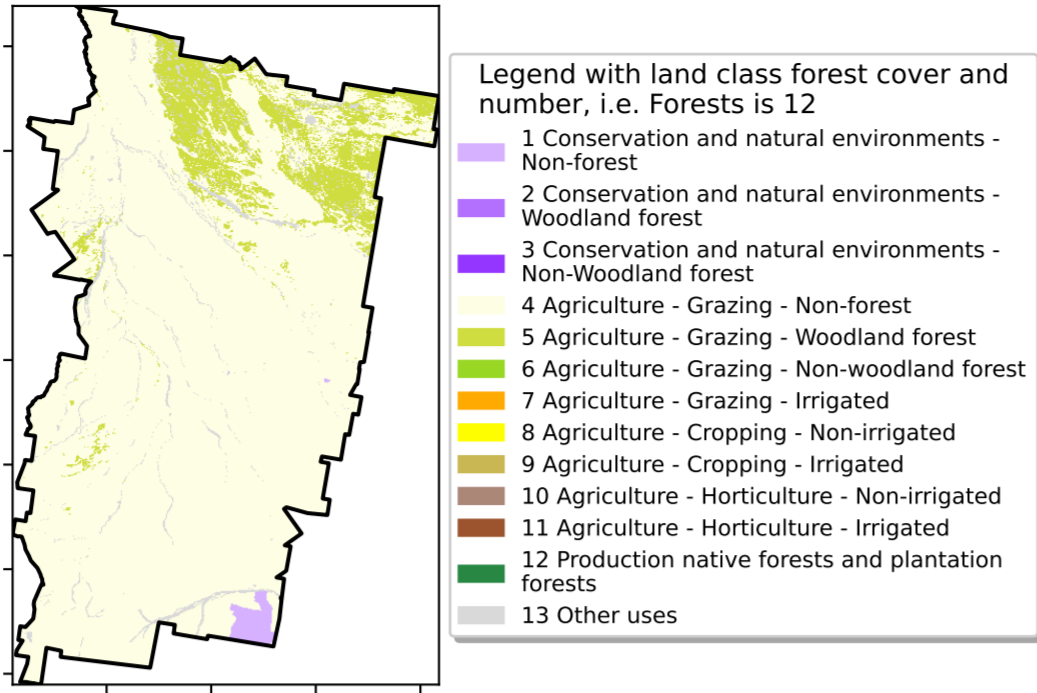 Legend with land class forest cover and
number, i.e. Forests is 12
1 Conservation and natural environments -
Non-forest
2 Conservation and natural environments -
Woodland forest
3 Conservation and natural environments -
Non-Woodland forest
4 Agriculture - Grazing - Non-forest
5 Agriculture - Grazing - Woodland forest
6 Agriculture - Grazing - Non-woodland forest
7 Agriculture - Grazing - Irrigated
8 Agriculture - Cropping - Non-irrigated
9 Agriculture - Cropping - Irrigated
10 Agriculture - Horticulture - Non-irrigated
11 Agriculture - Horticulture - Irrigated
12 Production native forests and plantation
forests
13 Other uses